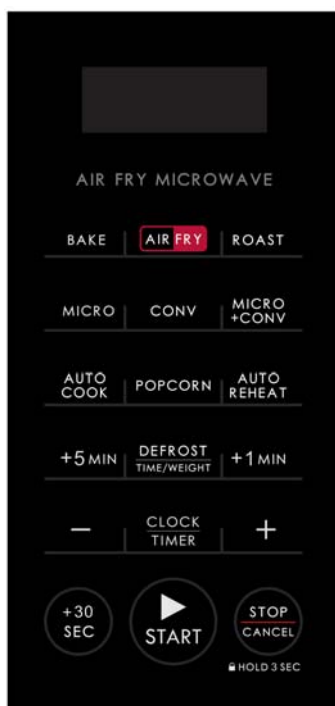 AIR FRY MICROWAVE
BAKE AIR FRY ROAST
MICRO CONV MICRO +CONV
AUTO COOK POPCORN AUTO REHEAT
+5 MIN DEFROST TIME/WEIGHT +1 MIN
− CLOCK TIMER +
+30 SEC START STOP CANCEL
HOLD 3 SEC